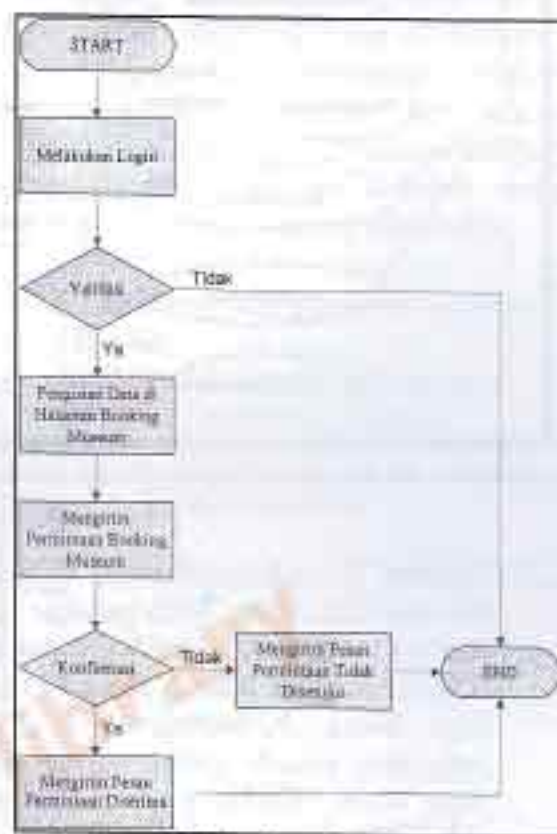 START
Melakukan Login
Validasi
Tidak
Ya
Pengisian Data di
Halaman Booking
Museum
Mengirim
Permintaan Booking
Museum
Konfirmasi
Tidak
Mengirim Pesan
Permintaan Tidak
Disetujui
END
Ya
Mengirim Pesan
Permintaan Diterima